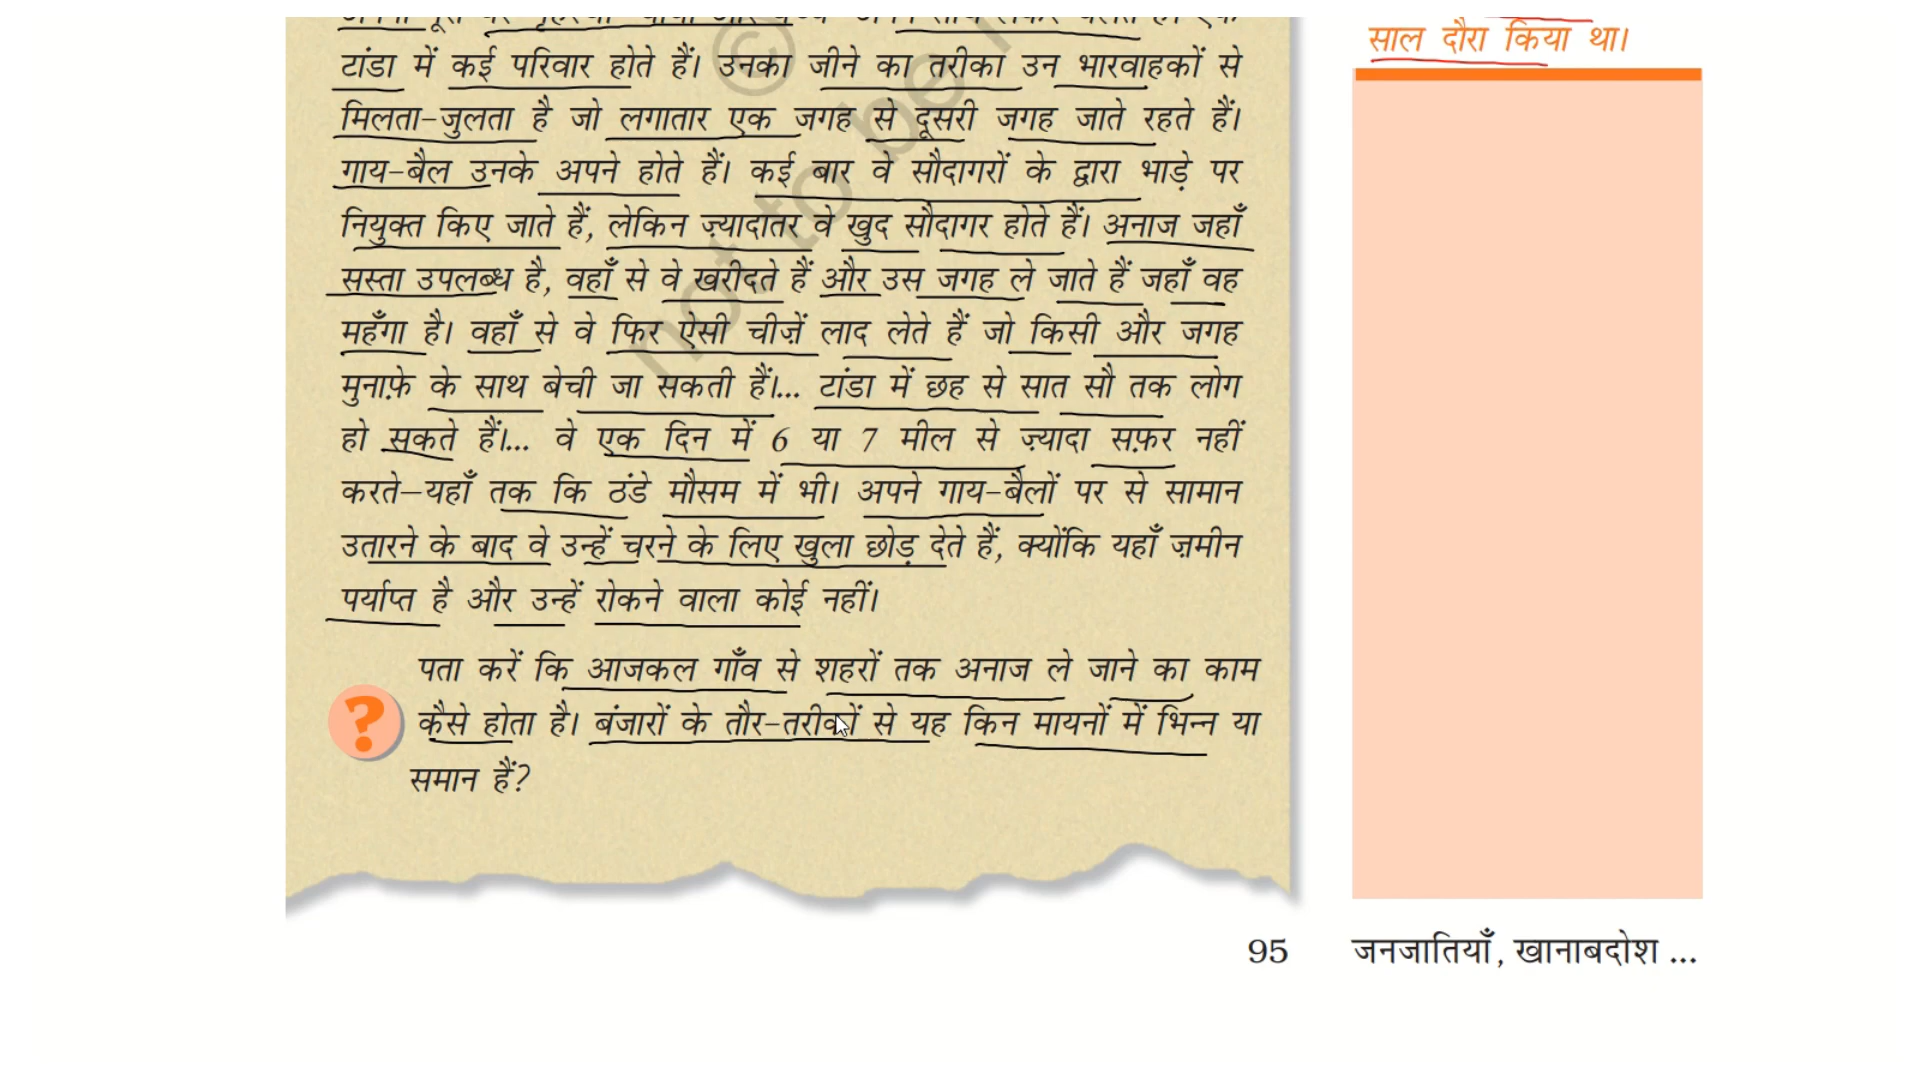 टांडा में कई परिवार होते हैं। उनका जीने का तरीका उन भारवाहकों से
मिलता-जुलता है जो लगातार एक जगह से दूसरी जगह जाते रहते हैं।
गाय-बैल उनके अपने होते हैं। कई बार वे सौदागरों के द्वारा भाड़े पर
नियुक्त किए जाते हैं, लेकिन ज़्यादातर वे खुद सौदागर होते हैं। अनाज जहाँ
सस्ता उपलब्ध है, वहाँ से वे खरीदते हैं और उस जगह ले जाते हैं जहाँ वह
महँगा है। वहाँ से वे फिर ऐसी चीज़ें लाद लेते हैं जो किसी और जगह
मुनाफ़े के साथ बेची जा सकती हैं।... टांडा में छह से सात सौ तक लोग
हो सकते हैं।... वे एक दिन में 6 या 7 मील से ज़्यादा सफ़र नहीं
करते—यहाँ तक कि ठंडे मौसम में भी। अपने गाय-बैलों पर से सामान
उतारने के बाद वे उन्हें चरने के लिए खुला छोड़ देते हैं, क्योंकि यहाँ ज़मीन
पर्याप्त है और उन्हें रोकने वाला कोई नहीं।
पता करें कि आजकल गाँव से शहरों तक अनाज ले जाने का काम
? कैसे होता है। बंजारों के तौर-तरीकों से यह किन मायनों में भिन्न या
समान हैं?
साल दौरा किया था।
© not to be
95 जनजातियाँ, खानाबदोश ...